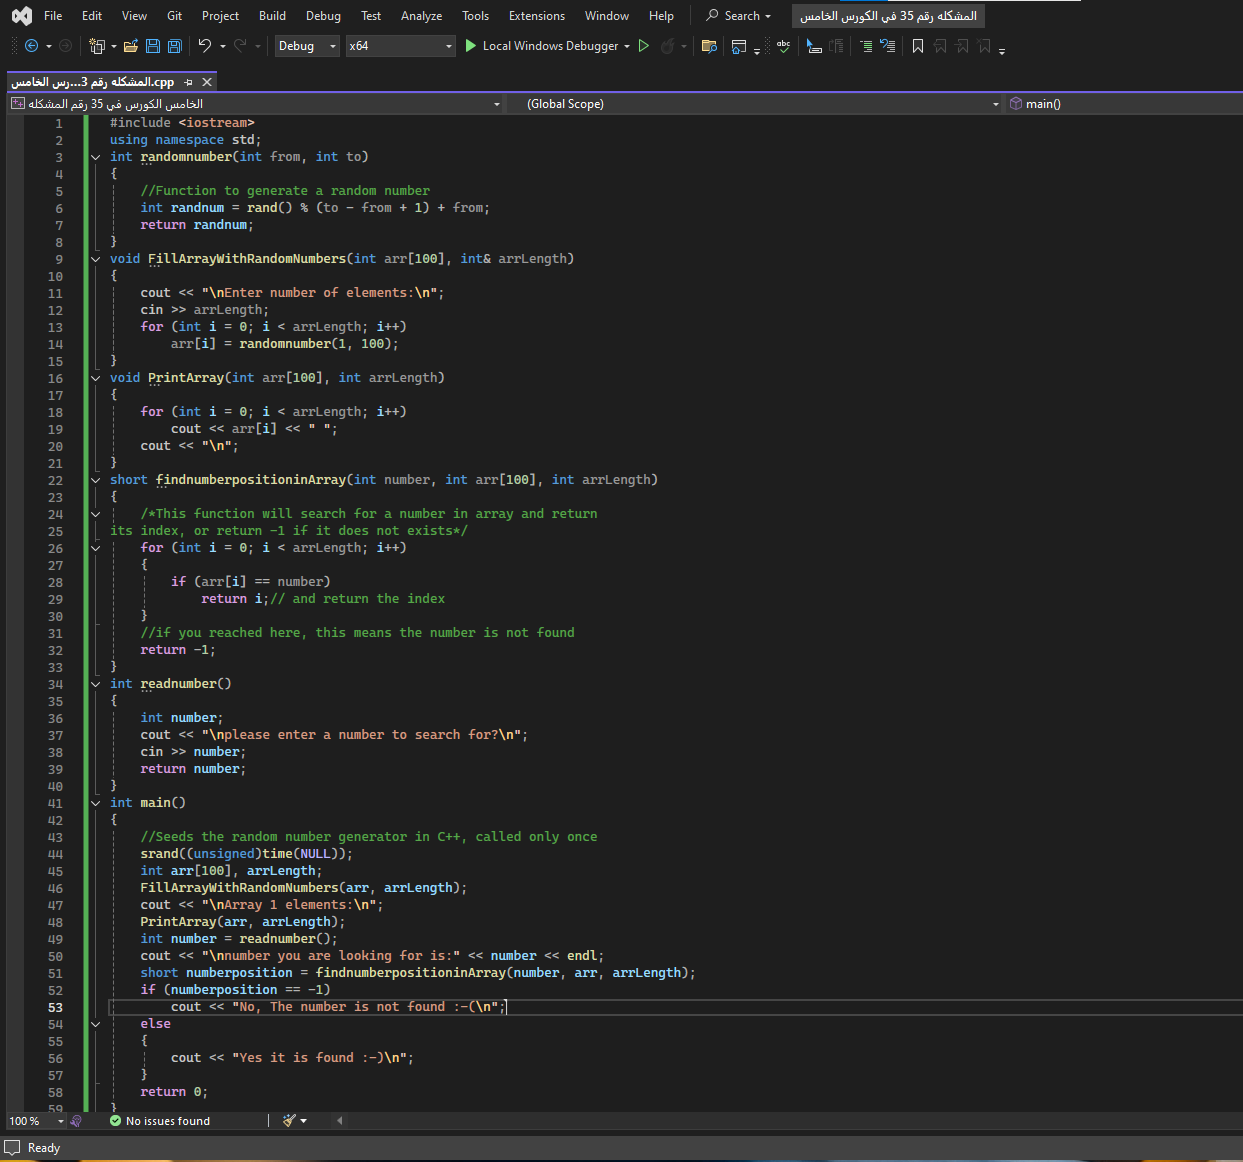 File Edit View Git Project Build Debug Test Analyze Tools Extensions Window Help Search المشكله رقم 35 في الكورس الخامس
Debug x64 Local Windows Debugger
المشكله رقم 3...رس الخامس.cpp
المشكله رقم 35 في الكورس الخامس (Global Scope) main()
1 #include <iostream>
2 using namespace std;
3 int randomnumber(int from, int to)
4 {
5 //Function to generate a random number
6 int randnum = rand() % (to - from + 1) + from;
7 return randnum;
8 }
9 void FillArrayWithRandomNumbers(int arr[100], int& arrLength)
10 {
11 cout << "\nEnter number of elements:\n";
12 cin >> arrLength;
13 for (int i = 0; i < arrLength; i++)
14 arr[i] = randomnumber(1, 100);
15 }
16 void PrintArray(int arr[100], int arrLength)
17 {
18 for (int i = 0; i < arrLength; i++)
19 cout << arr[i] << " ";
20 cout << "\n";
21 }
22 short findnumberpositioninArray(int number, int arr[100], int arrLength)
23 {
24 /*This function will search for a number in array and return
25 its index, or return -1 if it does not exists*/
26 for (int i = 0; i < arrLength; i++)
27 {
28 if (arr[i] == number)
29 return i;// and return the index
30 }
31 //if you reached here, this means the number is not found
32 return -1;
33 }
34 int readnumber()
35 {
36 int number;
37 cout << "\nplease enter a number to search for?\n";
38 cin >> number;
39 return number;
40 }
41 int main()
42 {
43 //Seeds the random number generator in C++, called only once
44 srand((unsigned)time(NULL));
45 int arr[100], arrLength;
46 FillArrayWithRandomNumbers(arr, arrLength);
47 cout << "\nArray 1 elements:\n";
48 PrintArray(arr, arrLength);
49 int number = readnumber();
50 cout << "\nnumber you are looking for is:" << number << endl;
51 short numberposition = findnumberpositioninArray(number, arr, arrLength);
52 if (numberposition == -1)
53 cout << "No, The number is not found :-(\n";
54 else
55 {
56 cout << "Yes it is found :-)\n";
57 }
58 return 0;
59 }
100 % No issues found
Ready